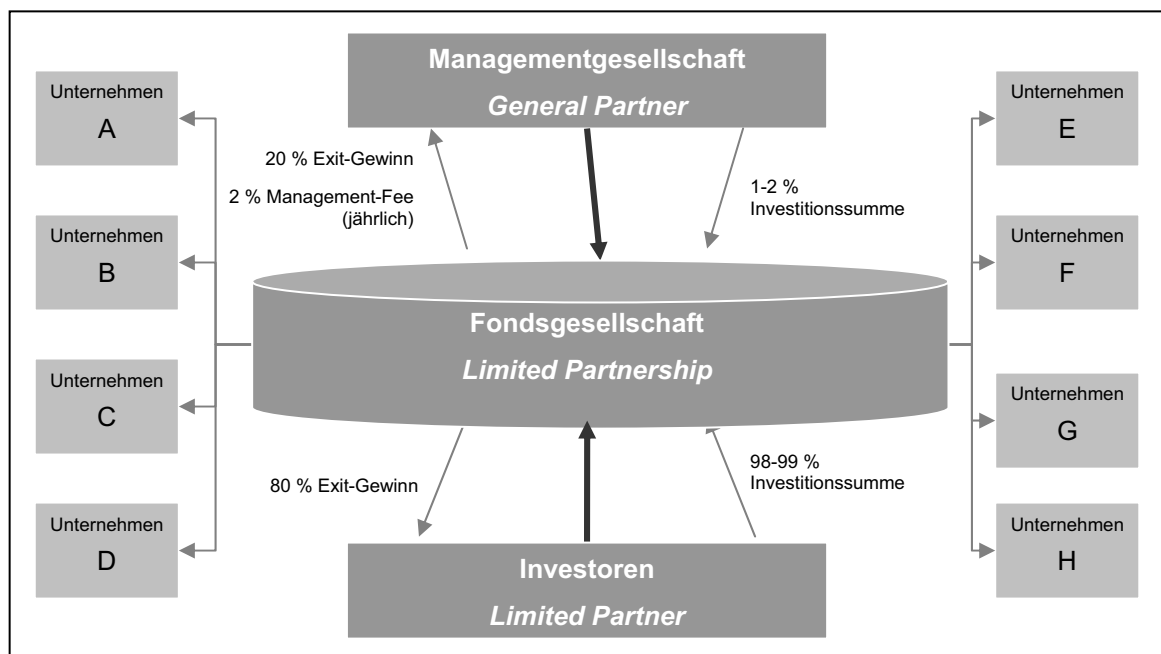 Managementgesellschaft
General Partner
Unternehmen
A
Unternehmen
B
Unternehmen
C
Unternehmen
D
20 % Exit-Gewinn
2 % Management-Fee
(jährlich)
1-2 %
Investitionssumme
Fondsgesellschaft
Limited Partnership
80 % Exit-Gewinn
98-99 %
Investitionssumme
Investoren
Limited Partner
Unternehmen
E
Unternehmen
F
Unternehmen
G
Unternehmen
H